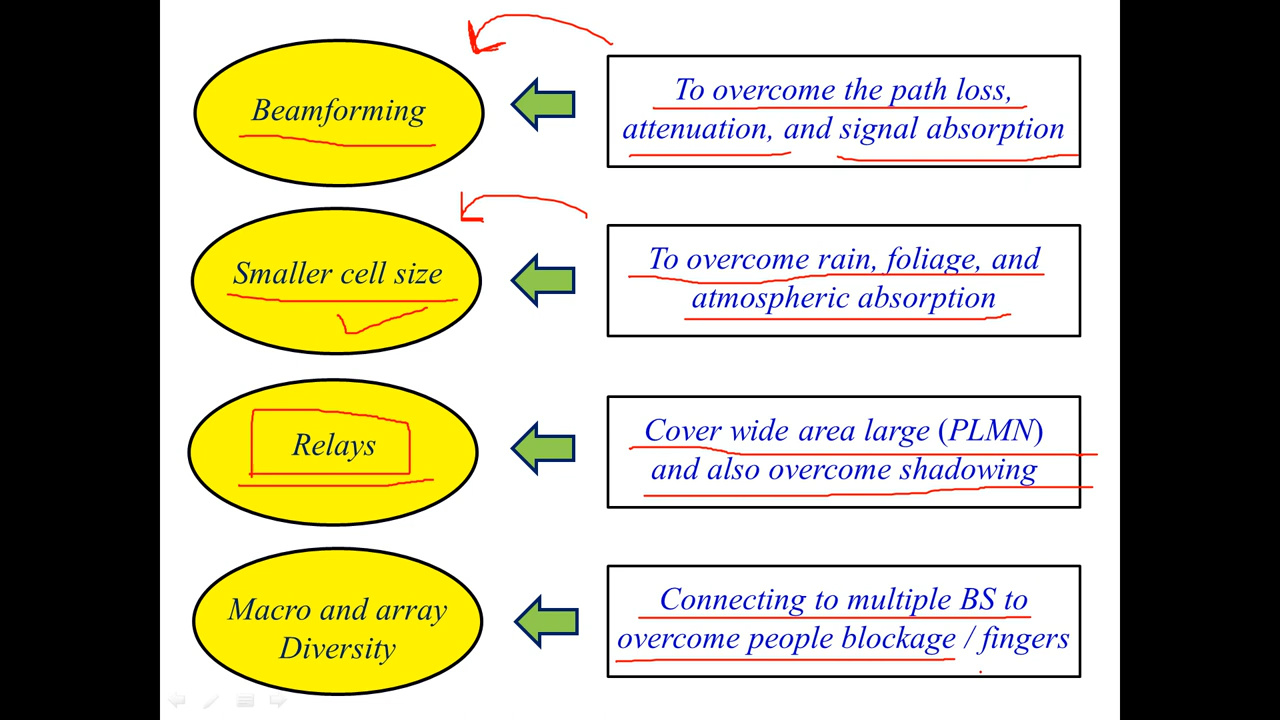 Beamforming
To overcome the path loss,
attenuation, and signal absorption
Smaller cell size
To overcome rain, foliage, and
atmospheric absorption
Relays
Cover wide area large (PLMN)
and also overcome shadowing
Macro and array
Diversity
Connecting to multiple BS to
overcome people blockage / fingers